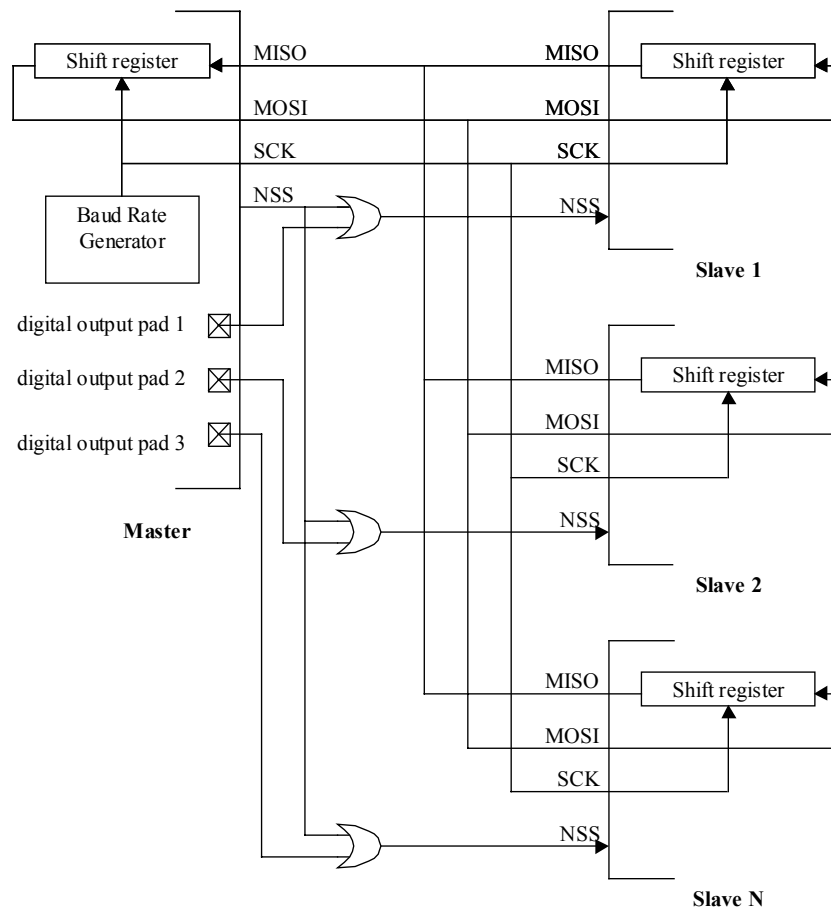 Shift register MISO MISO Shift register
MOSI MOSI
SCK SCK
NSS NSS
Baud Rate
Generator
Slave 1
digital output pad 1
digital output pad 2 MISO Shift register
digital output pad 3 MOSI
SCK
Master NSS
Slave 2
MISO Shift register
MOSI
SCK
NSS
Slave N